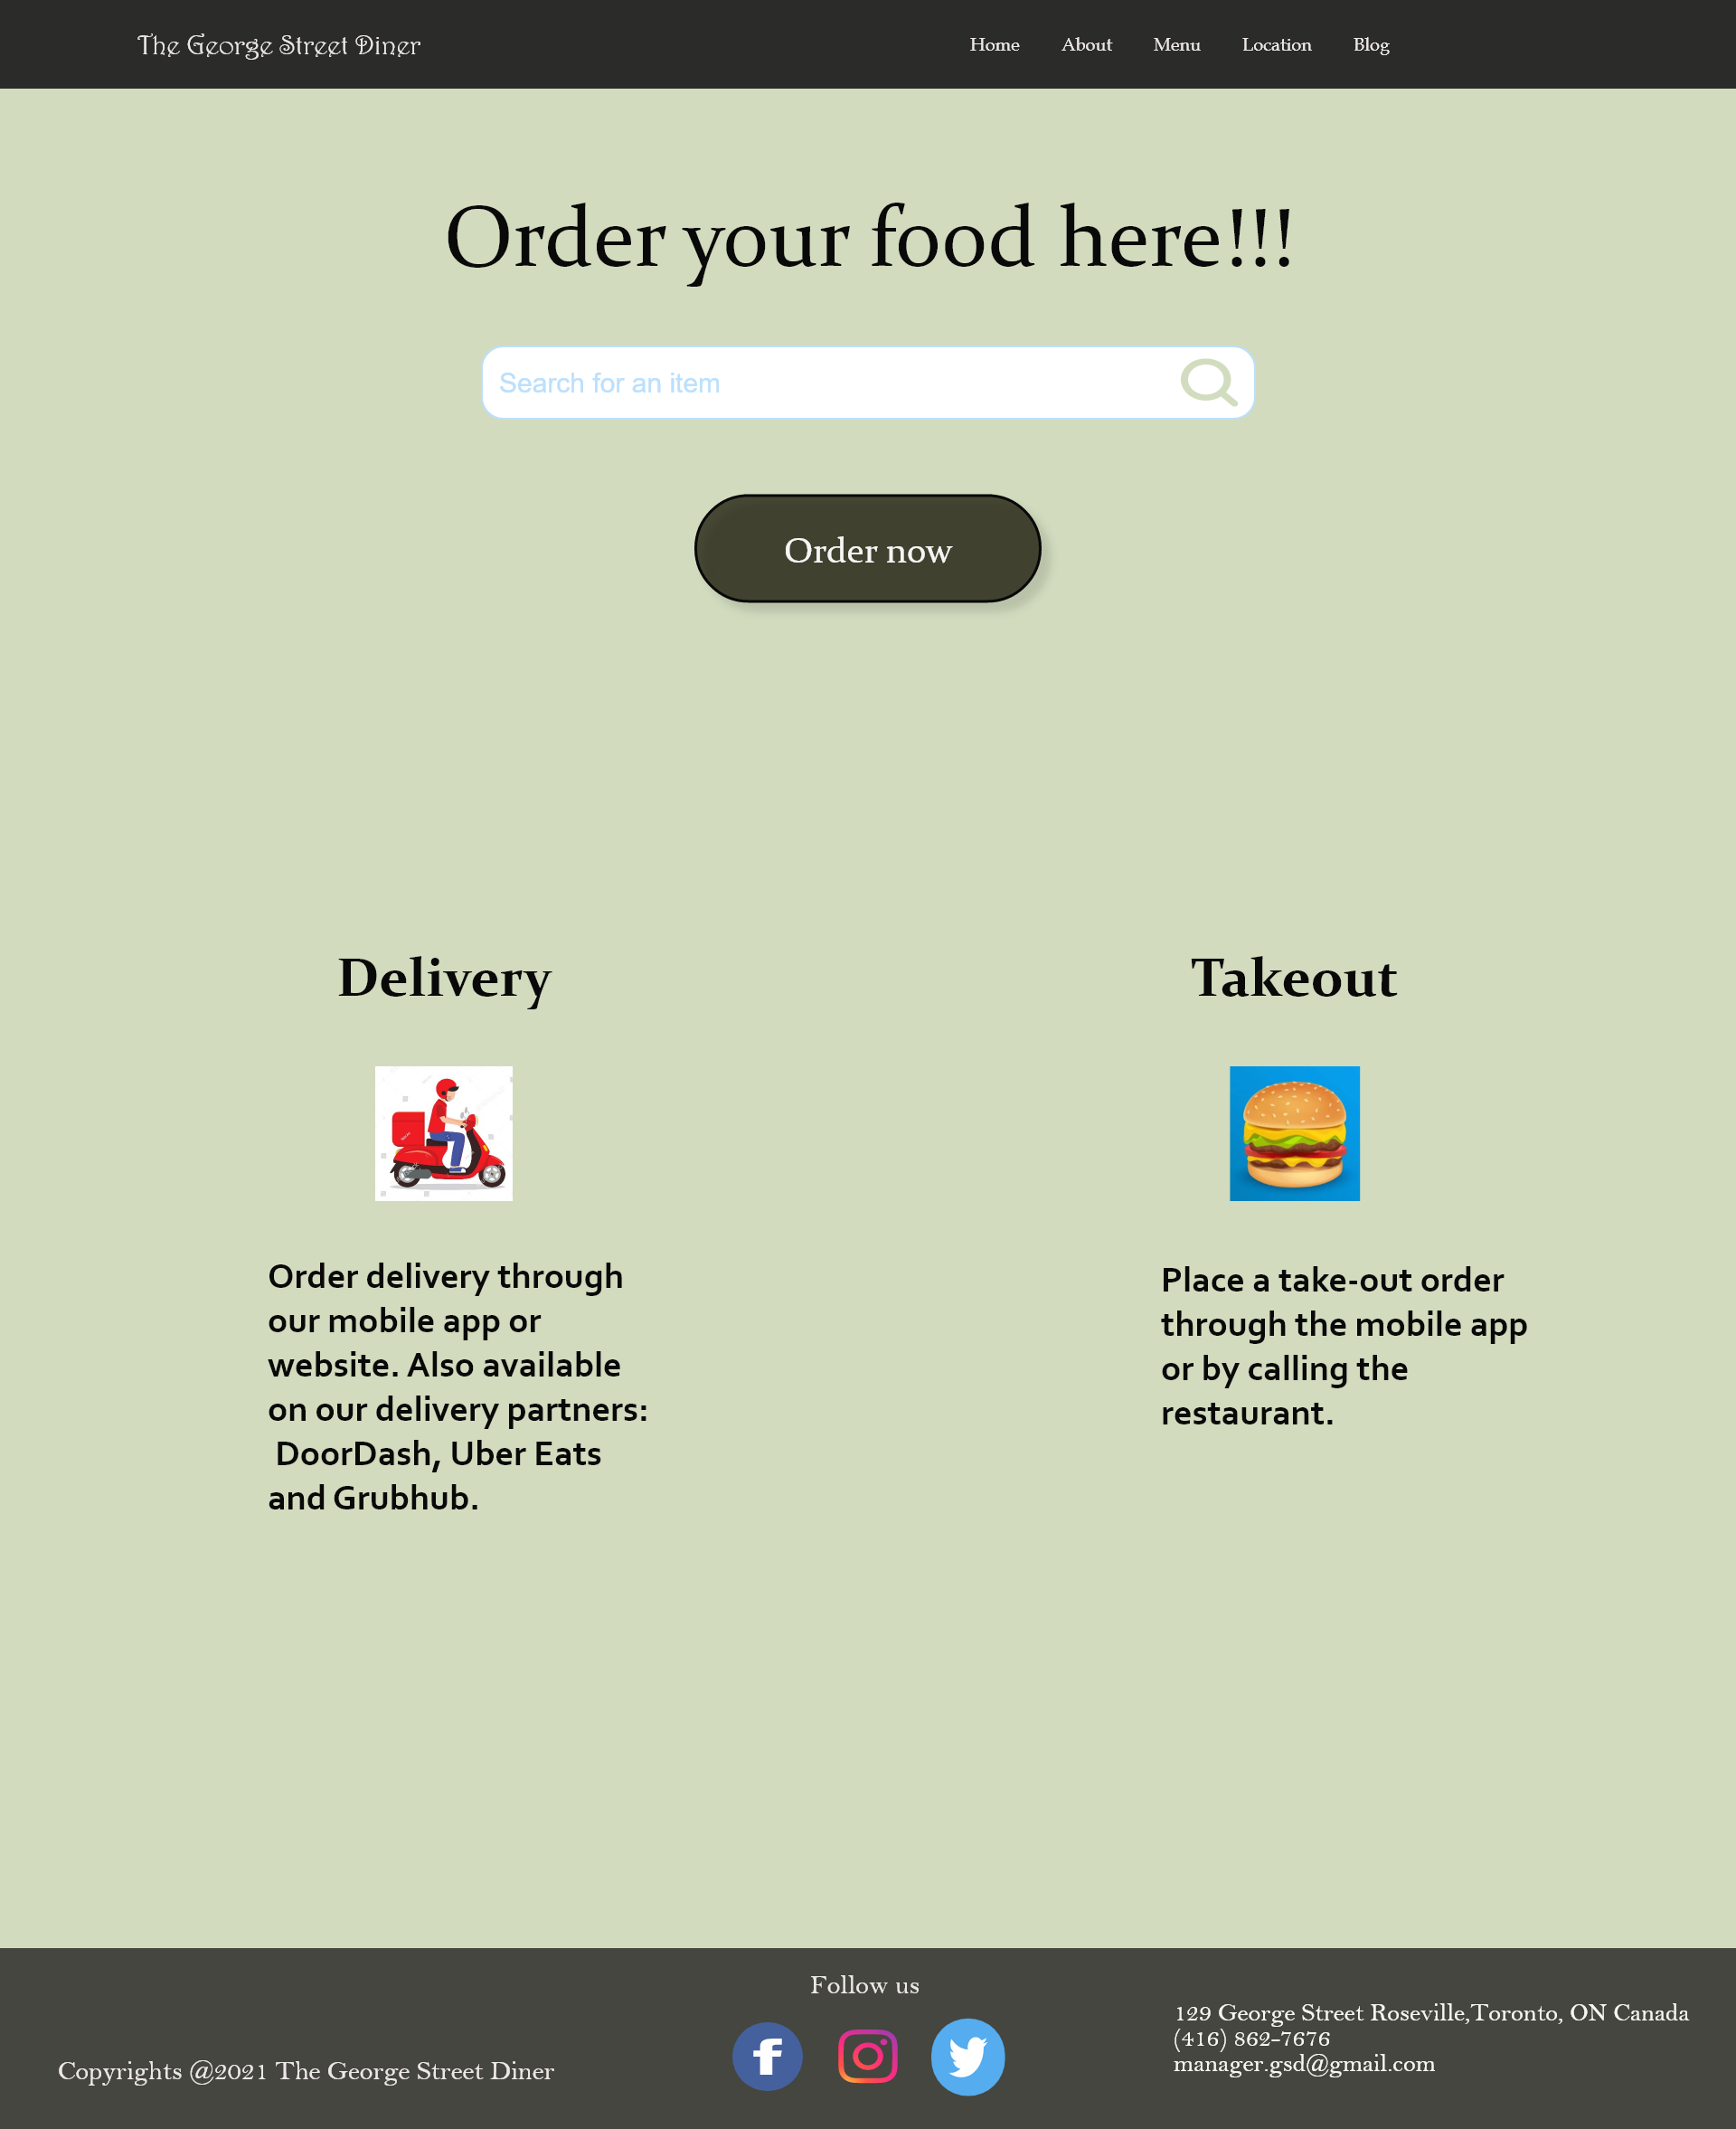 The George Street Diner
Home About Menu Location Blog
Order your food here!!!
Search for an item
Order now
Delivery
Takeout
Order delivery through
our mobile app or
website. Also available
on our delivery partners:
DoorDash, Uber Eats
and Grubhub.
Place a take-out order
through the mobile app
or by calling the
restaurant.
Copyrights @2021 The George Street Diner
Follow us
129 George Street Roseville,Toronto, ON Canada
(416) 862-7676
manager.gsd@gmail.com